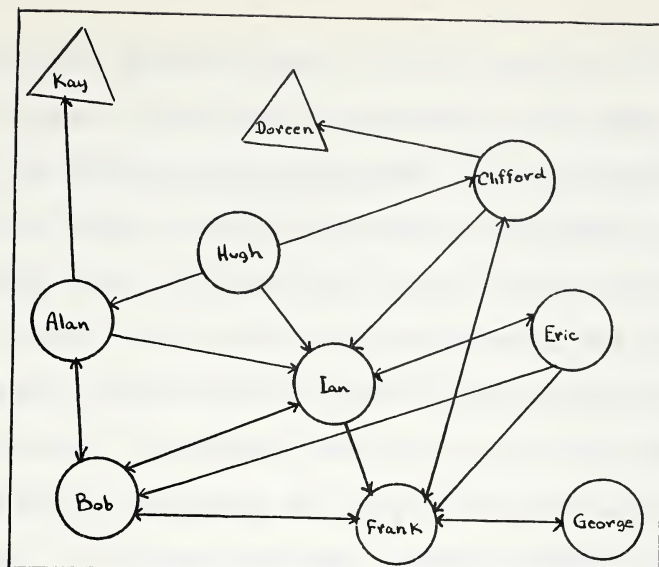 Kay
Doreen
Clifford
Hugh
Alan
Eric
Ian
Bob
Frank
George